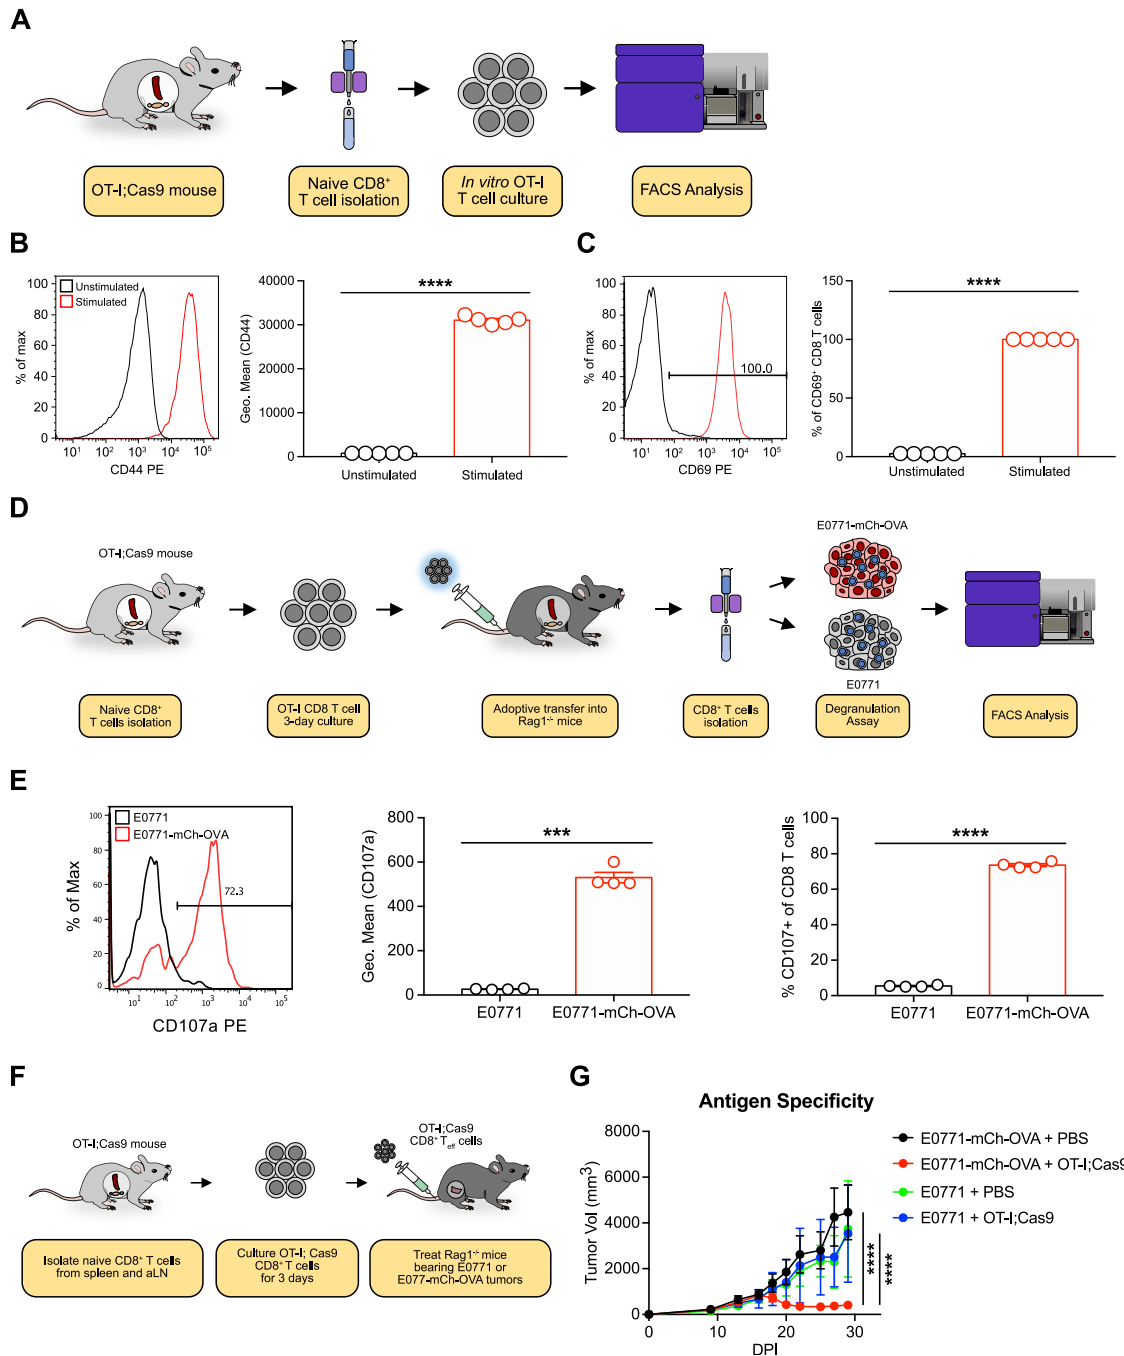 A
OT-I;Cas9 mouse
Naive CD8⁺
T cell isolation
In vitro OT-I
T cell culture
FACS Analysis
B
% of max
100
80
60
40
20
0
Unstimulated
Stimulated
10¹ 10² 10³ 10⁴ 10⁵
CD44 PE
Geo. Mean (CD44)
40000
30000
20000
10000
0
****
Unstimulated
Stimulated
C
% of max
100
80
60
40
20
0
100.0
10¹ 10² 10³ 10⁴ 10⁵
CD69 PE
% of CD69⁺ CD8 T cells
150
100
50
0
****
Unstimulated
Stimulated
D
OT-I;Cas9 mouse
E0771-mCh-OVA
E0771
Naive CD8⁺
T cells isolation
OT-I CD8 T cell
3-day culture
Adoptive transfer into
Rag1⁻/⁻ mice
CD8⁺ T cells
isolation
Degranulation
Assay
FACS Analysis
E
% of Max
100
80
60
40
20
0
E0771
E0771-mCh-OVA
72.3
10¹ 10² 10³ 10⁴ 10⁵
CD107a PE
Geo. Mean (CD107a)
800
600
400
200
0
***
E0771
E0771-mCh-OVA
% CD107+ of CD8 T cells
80
60
40
20
0
****
E0771
E0771-mCh-OVA
F
OT-I;Cas9 mouse
OT-I;Cas9
CD8⁺ Teff cells
Isolate naive CD8⁺ T cells
from spleen and aLN
Culture OT-I; Cas9
CD8⁺ T cells
for 3 days
Treat Rag1⁻/⁻ mice
bearing E0771 or
E077-mCh-OVA tumors
G
Antigen Specificity
Tumor Vol (mm³)
8000
6000
4000
2000
0
0 10 20 30
DPI
E0771-mCh-OVA + PBS
E0771-mCh-OVA + OT-I;Cas9
E0771 + PBS
E0771 + OT-I;Cas9
****
****